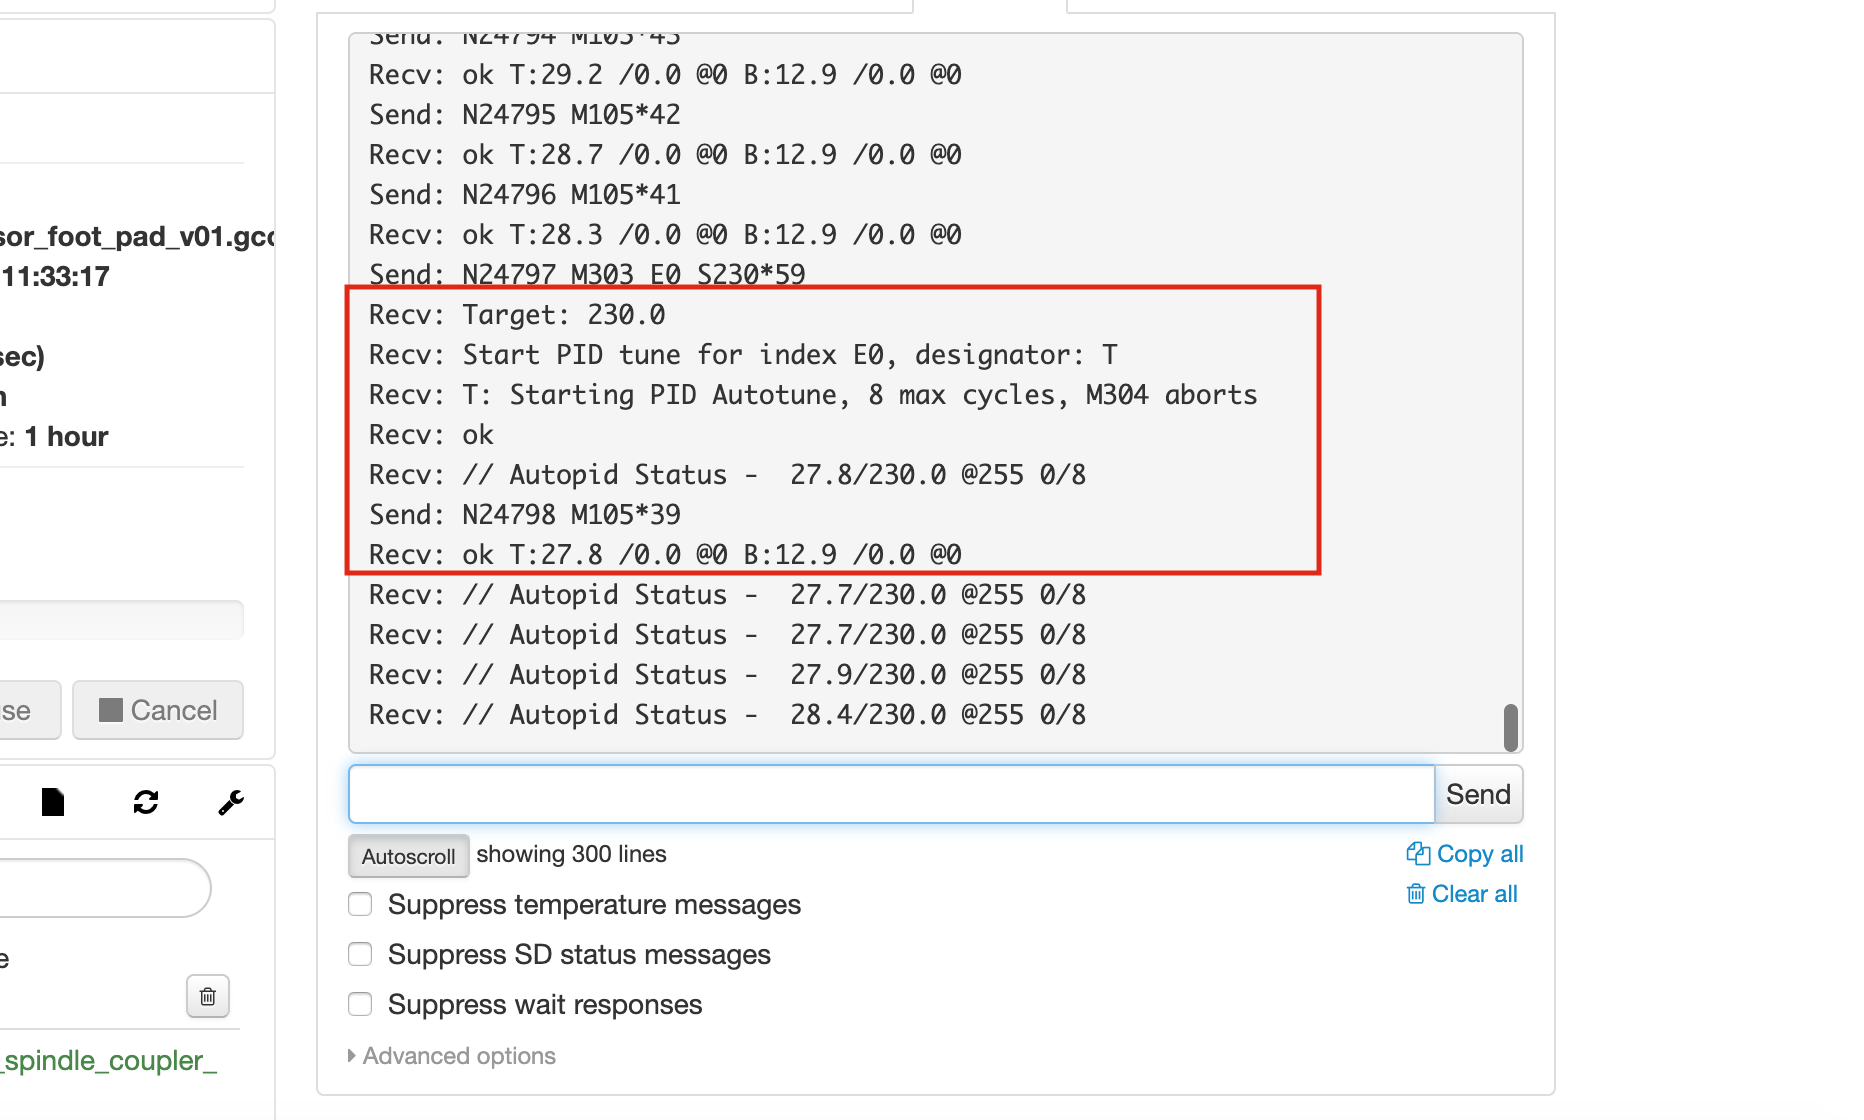 Send: N24794 M105*43
Recv: ok T:29.2 /0.0 @0 B:12.9 /0.0 @0
Send: N24795 M105*42
Recv: ok T:28.7 /0.0 @0 B:12.9 /0.0 @0
Send: N24796 M105*41
Recv: ok T:28.3 /0.0 @0 B:12.9 /0.0 @0
Send: N24797 M303 E0 S230*59
Recv: Target: 230.0
Recv: Start PID tune for index E0, designator: T
Recv: T: Starting PID Autotune, 8 max cycles, M304 aborts
Recv: ok
Recv: // Autopid Status -  27.8/230.0 @255 0/8
Send: N24798 M105*39
Recv: ok T:27.8 /0.0 @0 B:12.9 /0.0 @0
Recv: // Autopid Status -  27.7/230.0 @255 0/8
Recv: // Autopid Status -  27.7/230.0 @255 0/8
Recv: // Autopid Status -  27.9/230.0 @255 0/8
Recv: // Autopid Status -  28.4/230.0 @255 0/8
Send
Autoscroll showing 300 lines
Copy all
Clear all
Suppress temperature messages
Suppress SD status messages
Suppress wait responses
Advanced options
sor_foot_pad_v01.gco
11:33:17
sec)
e: 1 hour
se
Cancel
e
_spindle_coupler_